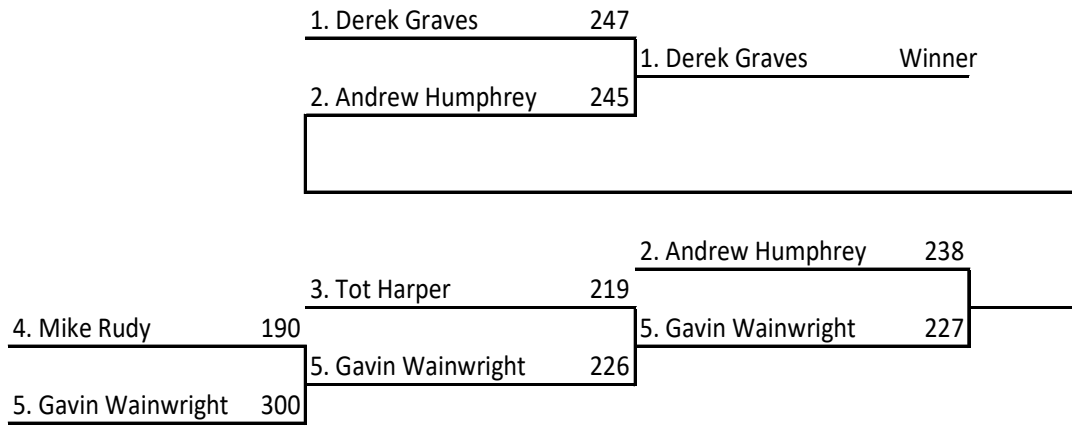 1. Derek Graves 247
1. Derek Graves Winner
2. Andrew Humphrey 245
2. Andrew Humphrey 238
3. Tot Harper 219
4. Mike Rudy 190
5. Gavin Wainwright 227
5. Gavin Wainwright 226
5. Gavin Wainwright 300